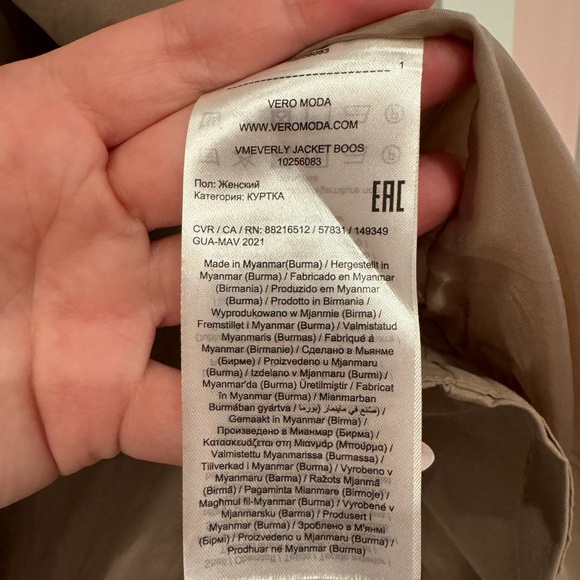 1
VERO MODA
WWW.VEROMODA.COM
VMEVERLY JACKET BOOS
10256083
Пол: Женский
Категория: КУРТКА
EAC
CVR / CA / RN: 88216512 / 57831 / 149349
GUA-MAV 2021
Made in Myanmar(Burma) / Hergestellt in
Myanmar (Burma) / Fabricado en Myanmar
(Birmania) / Produzido em Myanmar
(Burma) / Prodotto in Birmania /
Wyprodukowano w Mjanmie (Birma) /
Fremstillet i Myanmar (Burma) / Valmistatud
Myanmaris (Burmas) / Fabriqué à
Myanmar (Birmanie) / Сделано в Мьянме
(Бирме) / Proizvedeno u Mjanmaru
(Burmi) / Izdelano v Mjanmaru (Burmi) /
Myanmar'da (Burma) Üretilmiştir / Fabricat
în Myanmar (Burma) / Mianmarban
(Burmában gyártva / صُنع في ماينمار (بورما) /
Gemaakt in Myanmar (Birma) /
Произведено в Мианмар (Бирма) /
Κατασκευάζεται στη Μιανμάρ (Μπούρμα) /
Valmistettu Myanmarissa (Burmassa) /
Tillverkad i Myanmar (Burma) / Vyrobeno v
Myanmaru (Barma) / Ražots Mjanmā
(Birmā) / Pagaminta Mianmare (Birmoje) /
Magħmul fil-Myanmar (Burma) / Vyrobené v
Myanmarsku (Barma) / Produsert i
Myanmar (Burma) / Зроблено в М'янмі
(Бірмі) / Proizvedeno u Mjanmaru (Burma) /
Prodhuar në Myanmar (Burma)